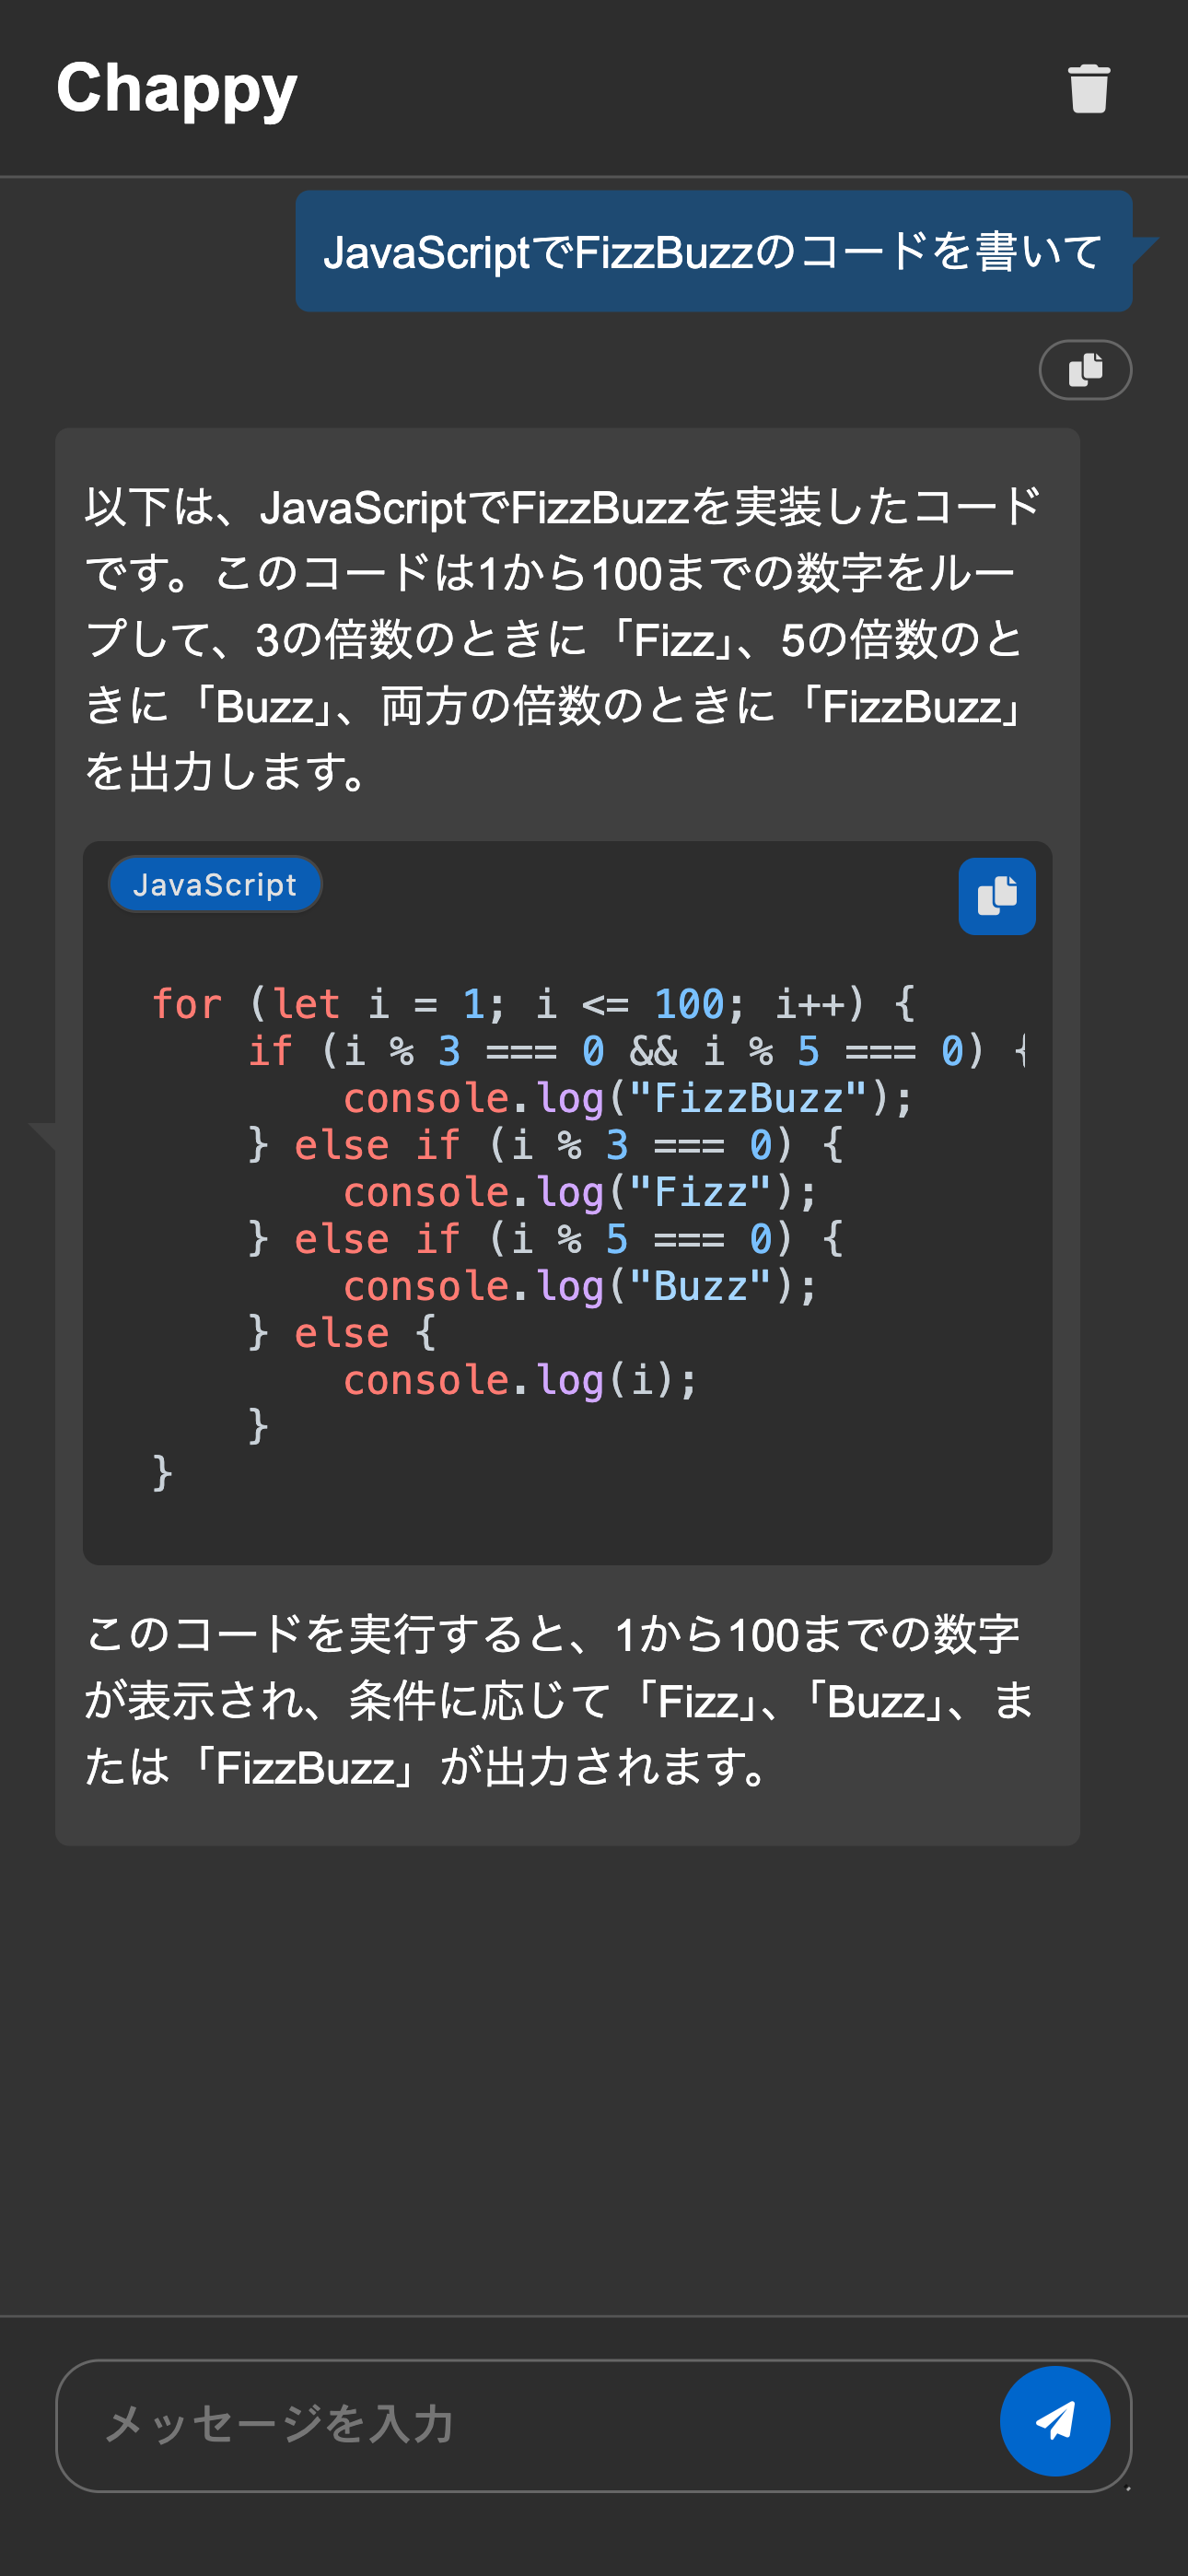 Chappy
JavaScriptでFizzBuzzのコードを書いて
以下は、JavaScriptでFizzBuzzを実装したコード
です。このコードは1から100までの数字をルー
プして、3の倍数のときに「Fizz」、5の倍数のと
きに「Buzz」、両方の倍数のときに「FizzBuzz」
を出力します。
JavaScript
for (let i = 1; i <= 100; i++) {
    if (i % 3 === 0 && i % 5 === 0) {
        console.log("FizzBuzz");
    } else if (i % 3 === 0) {
        console.log("Fizz");
    } else if (i % 5 === 0) {
        console.log("Buzz");
    } else {
        console.log(i);
    }
}
このコードを実行すると、1から100までの数字
が表示され、条件に応じて「Fizz」、「Buzz」、ま
たは「FizzBuzz」が出力されます。
メッセージを入力